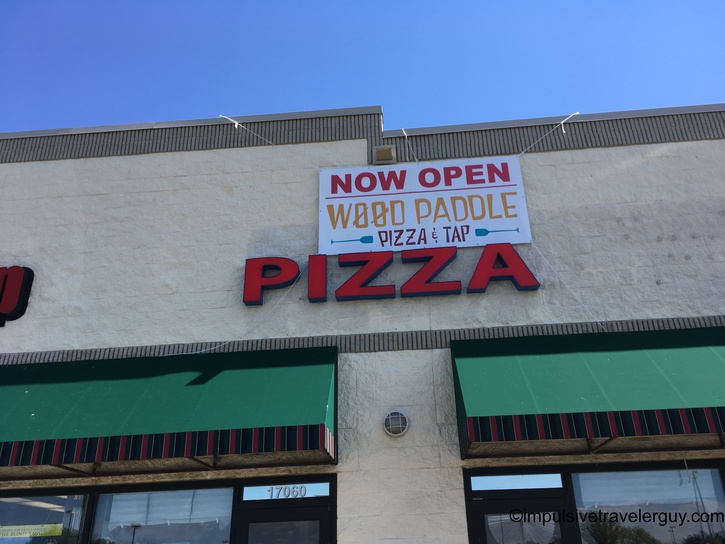 NOW OPEN
WOOD PADDLE
PIZZA & TAP
PIZZA
17060
©impulsivetravelerguy.com